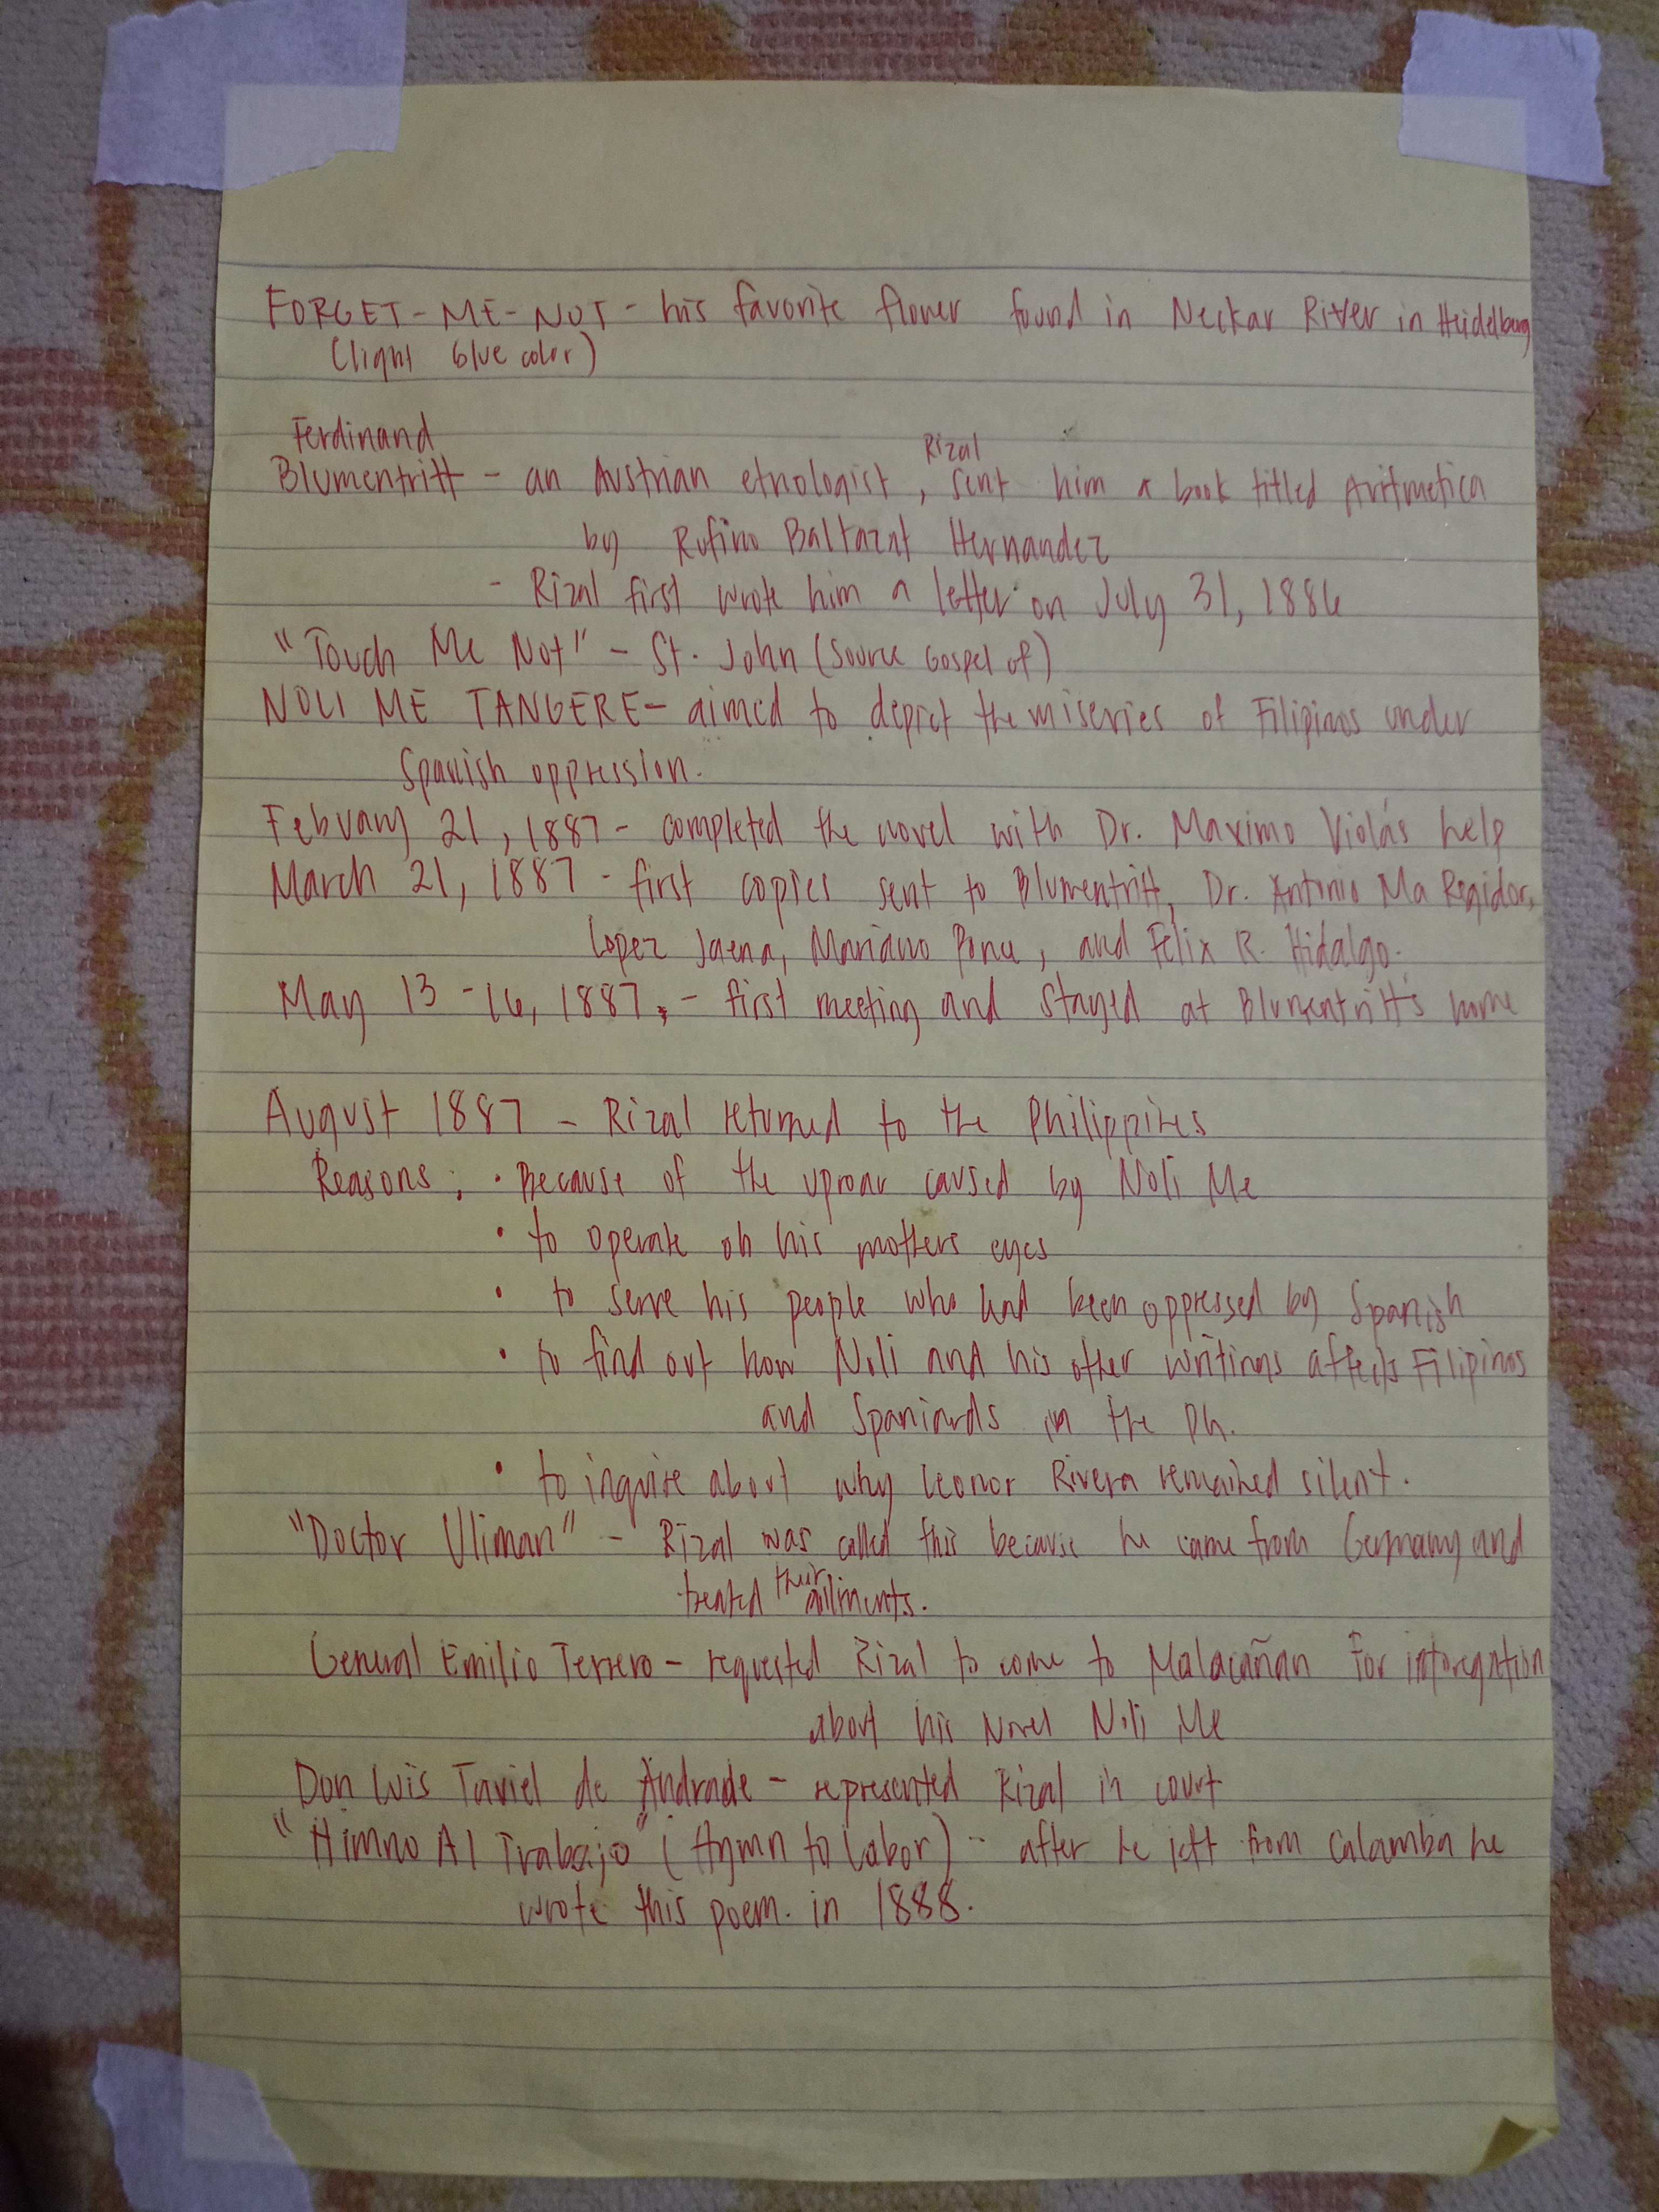 FORGET-ME-NOT - his favorite flower found in Neckar River in Heidelberg
(light blue color)
Ferdinand
Blumentritt - an Austrian etnologist, Rizal sent him a book titled Aritmetica
by Rufino Baltazat Hernandez
- Rizal first wrote him a letter on July 31, 1886
"Touch Me Not" - St. John (Source Gospel of)
NOLI ME TANGERE - aimed to depict the miseries of Filipinos under
Spanish oppression.
February 21, 1887 - completed the novel with Dr. Maximo Viola's help
March 21, 1887 - first copies sent to Blumentritt, Dr. Antonio Ma Regidor,
Lopez Jaena, Mariano Ponce, and Felix R. Hidalgo.
May 13 - 16, 1887, - first meeting and stayed at Blumentritt's home
August 1887 - Rizal returned to the Philippines
Reasons: • Because of the uproar caused by Noli Me
• to operate on his mothers eyes
• to serve his people who had been oppressed by Spanish
• to find out how Noli and his other writings affects Filipinos
and Spaniards in the Ph.
• to inquire about why Leonor Rivera remained silent.
"Doctor Uliman" - Rizal was called this because he came from Germany and
treated their ailments.
General Emilio Terrero - requested Rizal to come to Malacañan for intoregation
about his Novel Noli Me
Don Luis Taviel de Andrade - represented Rizal in court
"Himno Al Trabajo" (Hymn to Labor) - after he left from Calamba he
wrote this poem. in 1888.